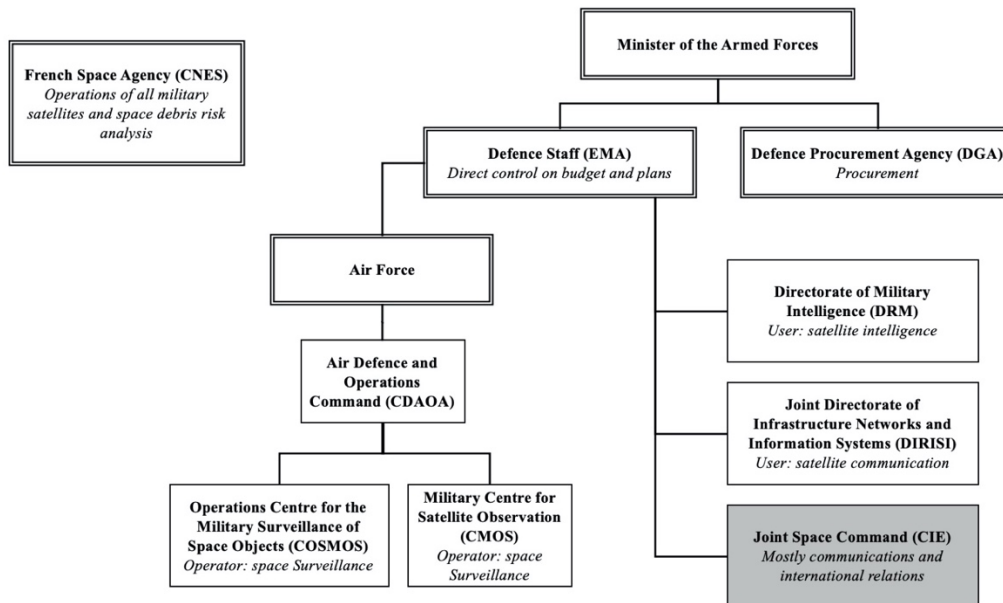 Minister of the Armed Forces
French Space Agency (CNES)
Operations of all military
satellites and space debris risk
analysis
Defence Staff (EMA)
Direct control on budget and plans
Defence Procurement Agency (DGA)
Procurement
Air Force
Directorate of Military
Intelligence (DRM)
User: satellite intelligence
Air Defence and
Operations
Command (CDAOA)
Joint Directorate of
Infrastructure Networks and
Information Systems (DIRISI)
User: satellite communication
Operations Centre for the
Military Surveillance of
Space Objects (COSMOS)
Operator: space Surveillance
Military Centre for
Satellite Observation
(CMOS)
Operator: space
Surveillance
Joint Space Command (CIE)
Mostly communications and
international relations